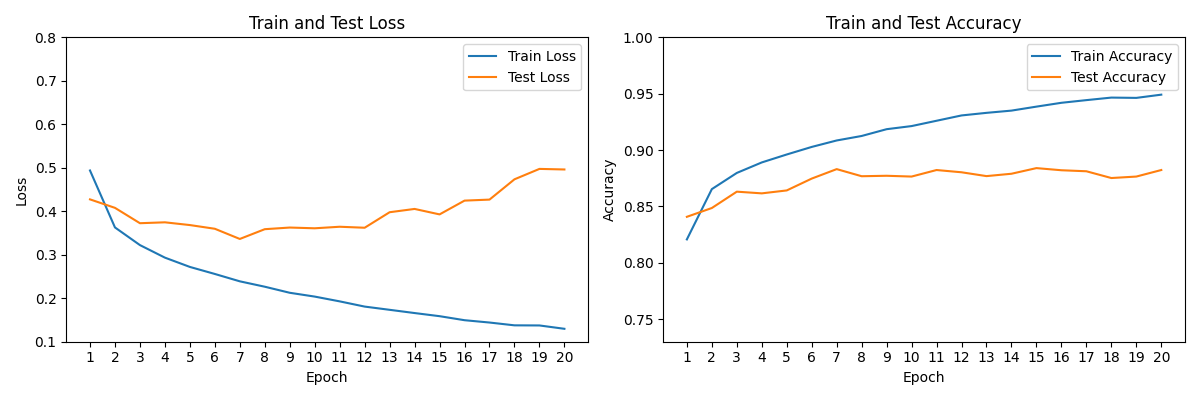 Train and Test Loss
0.8
0.7
0.6
0.5
0.4
0.3
0.2
0.1
Loss
Train Loss
Test Loss
1 2 3 4 5 6 7 8 9 10 11 12 13 14 15 16 17 18 19 20
Epoch
Train and Test Accuracy
1.00
0.95
0.90
0.85
0.80
0.75
Accuracy
Train Accuracy
Test Accuracy
1 2 3 4 5 6 7 8 9 10 11 12 13 14 15 16 17 18 19 20
Epoch